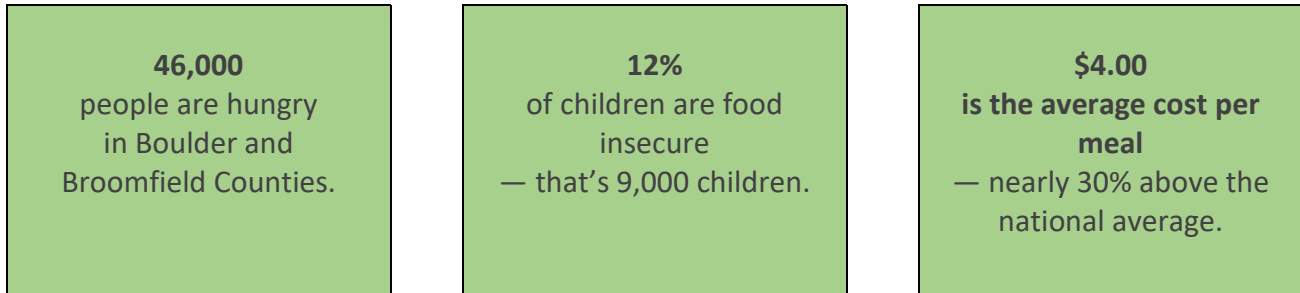 46,000
people are hungry
in Boulder and
Broomfield Counties.
12%
of children are food
insecure
— that’s 9,000 children.
$4.00
is the average cost per
meal
— nearly 30% above the
national average.